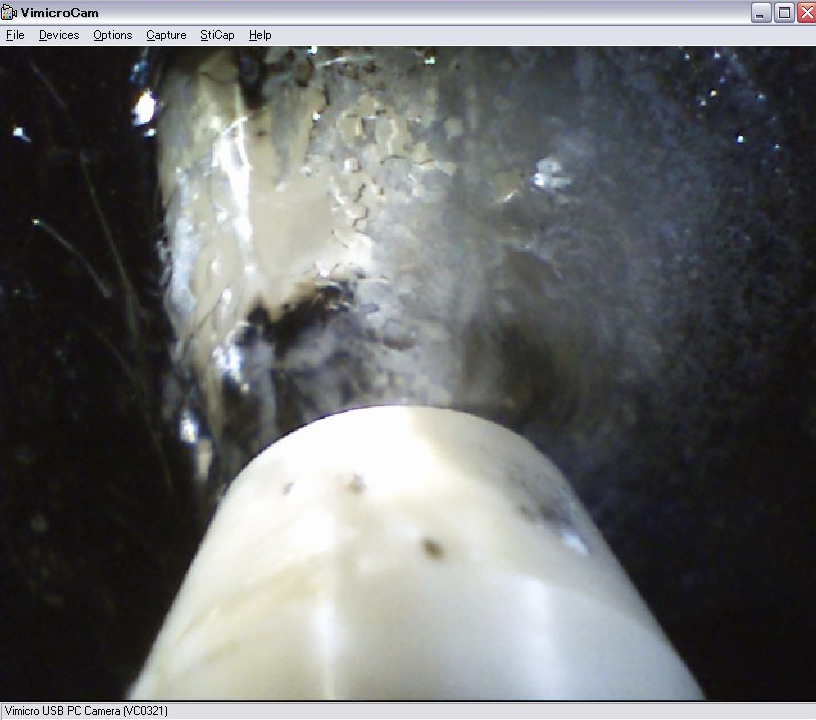 VimicroCam
File Devices Options Capture StiCap Help
Vimicro USB PC Camera (VC0321)